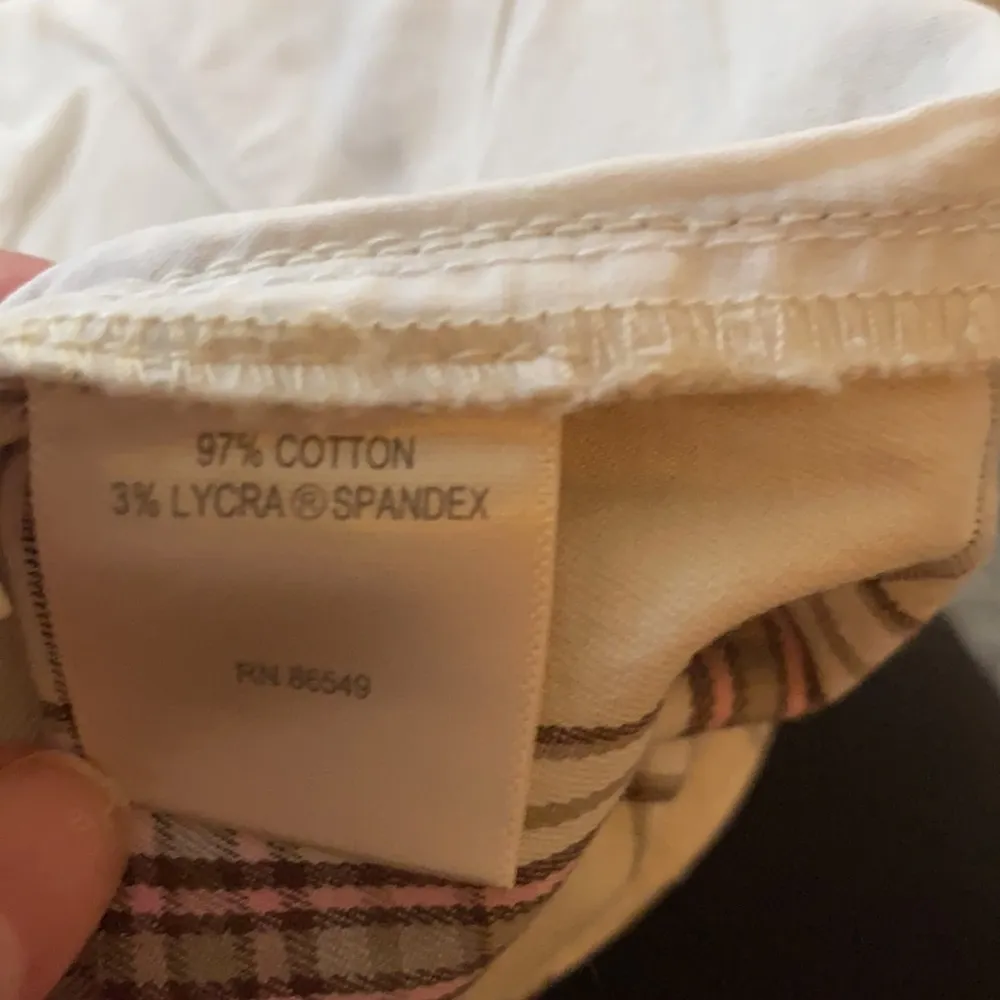 97% COTTON
3% LYCRA® SPANDEX
RN 86549